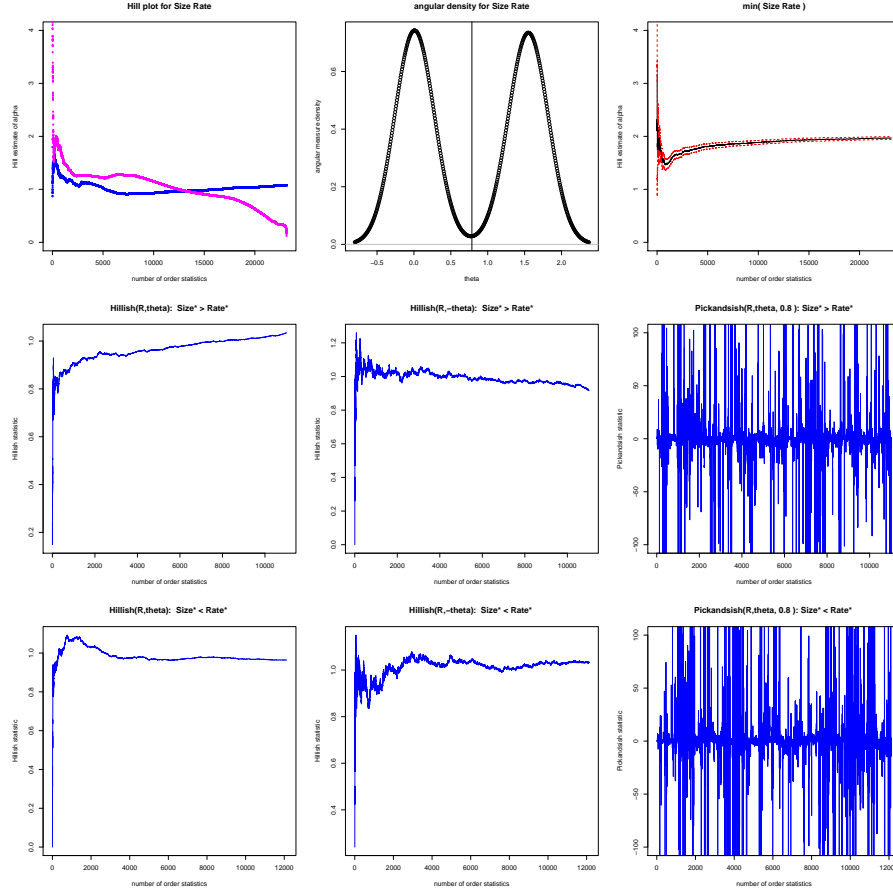 Hill plot for Size Rate
Hill estimate of alpha
0 1 2 3 4
0 5000 10000 15000 20000
number of order statistics
angular density for Size Rate
angular measure density
0.0 0.2 0.4 0.6
−0.5 0.0 0.5 1.0 1.5 2.0
theta
min( Size Rate )
Hill estimate of alpha
0 1 2 3 4
0 5000 10000 15000 20000
number of order statistics
Hillish(R,theta): Size* > Rate*
Hillish statistic
0.2 0.4 0.6 0.8 1.0
0 2000 4000 6000 8000 10000
number of order statistics
Hillish(R,−theta): Size* > Rate*
Hillish statistic
0.0 0.2 0.4 0.6 0.8 1.0 1.2
0 2000 4000 6000 8000 10000
number of order statistics
Pickandsish(R,theta, 0.8 ): Size* > Rate*
Pickandsish statistic
−100 −50 0 50 100
0 2000 4000 6000 8000 10000
number of order statistics
Hillish(R,theta): Size* < Rate*
Hillish statistic
0.0 0.2 0.4 0.6 0.8 1.0
0 2000 4000 6000 8000 10000 12000
number of order statistics
Hillish(R,−theta): Size* < Rate*
Hillish statistic
0.4 0.6 0.8 1.0
0 2000 4000 6000 8000 10000 12000
number of order statistics
Pickandsish(R,theta, 0.8 ): Size* < Rate*
Pickandsish statistic
−100 −50 0 50 100
0 2000 4000 6000 8000 10000 12000
number of order statistics